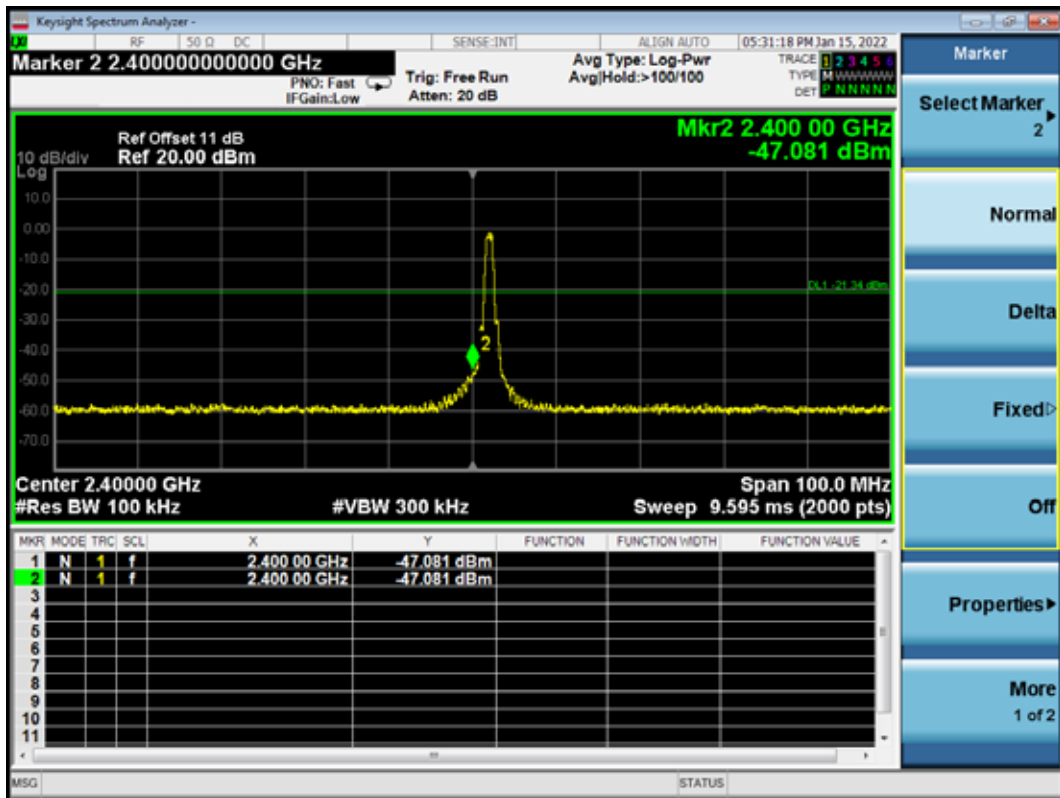 Keysight Spectrum Analyzer -
RF 50 Ω DC SENSE:INT ALIGN AUTO 05:31:18 PM Jan 15, 2022
Marker 2 2.400000000000 GHz
PNO: Fast
IFGain:Low
Trig: Free Run
Atten: 20 dB
Avg Type: Log-Pwr
Avg|Hold:>100/100
TRACE 1 2 3 4 5 6
TYPE M WWWWW
DET P N N N N N
Ref Offset 11 dB
Ref 20.00 dBm
10 dB/div
Log
Mkr2 2.400 00 GHz
-47.081 dBm
10.0
0.00
-10.0
-20.0
DL1 -21.34 dBm
-30.0
-40.0
2
-50.0
-60.0
-70.0
Center 2.40000 GHz Span 100.0 MHz
#Res BW 100 kHz #VBW 300 kHz Sweep 9.595 ms (2000 pts)
MKR MODE TRC SCL X Y FUNCTION FUNCTION WIDTH FUNCTION VALUE
1 N 1 f 2.400 00 GHz -47.081 dBm
2 N 1 f 2.400 00 GHz -47.081 dBm
3
4
5
6
7
8
9
10
11
MSG STATUS
Marker
Select Marker
2
Normal
Delta
Fixed
Off
Properties
More
1 of 2